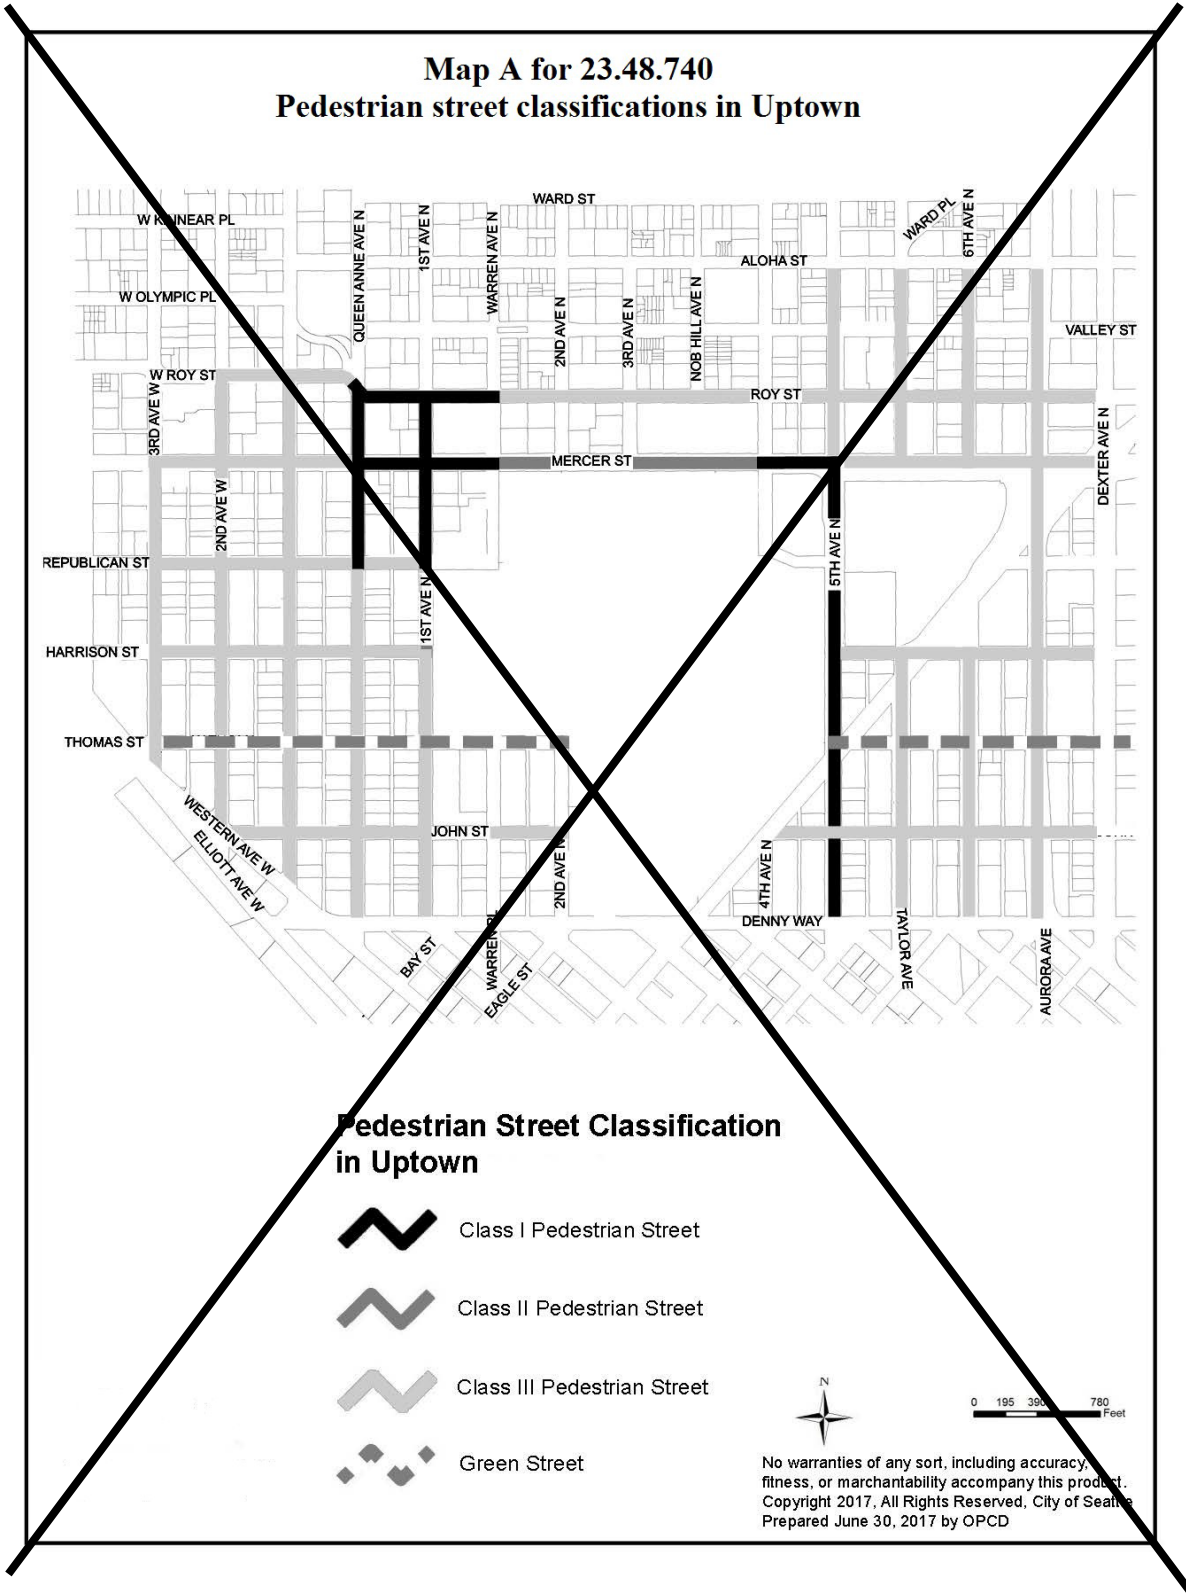 Map A for 23.48.740
Pedestrian street classifications in Uptown
WARD ST
W KINNEAR PL
QUEEN ANNE AVE N
1ST AVE N
WARREN AVE N
WARD PL
6TH AVE N
ALOHA ST
W OLYMPIC PL
2ND AVE N
3RD AVE N
NOB HILL AVE N
VALLEY ST
W ROY ST
3RD AVE W
ROY ST
DEXTER AVE N
MERCER ST
2ND AVE W
5TH AVE N
REPUBLICAN ST
1ST AVE N
HARRISON ST
THOMAS ST
WESTERN AVE W
ELLIOTT AVE W
JOHN ST
2ND AVE N
4TH AVE N
DENNY WAY
TAYLOR AVE
AURORA AVE
BAY ST
WARREN PL
EAGLE ST
Pedestrian Street Classification
in Uptown
Class I Pedestrian Street
Class II Pedestrian Street
Class III Pedestrian Street
Green Street
N
0 195 390 780
Feet
No warranties of any sort, including accuracy,
fitness, or marchantability accompany this product.
Copyright 2017, All Rights Reserved, City of Seattle
Prepared June 30, 2017 by OPCD